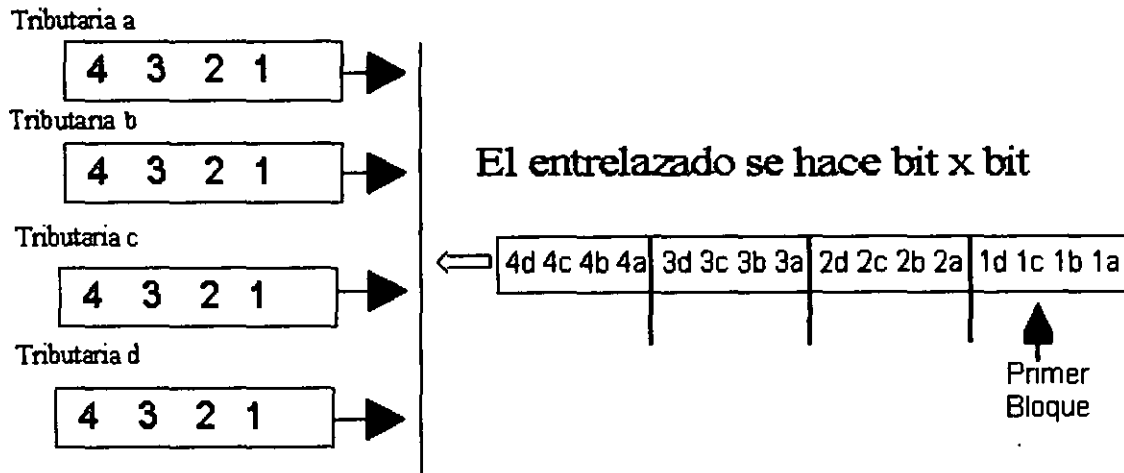 Tributaria a
4 3 2 1
Tributaria b
4 3 2 1
El entrelazado se hace bit x bit
Tributaria c
4 3 2 1
4d 4c 4b 4a 3d 3c 3b 3a 2d 2c 2b 2a 1d 1c 1b 1a
Tributaria d
4 3 2 1
Primer
Bloque